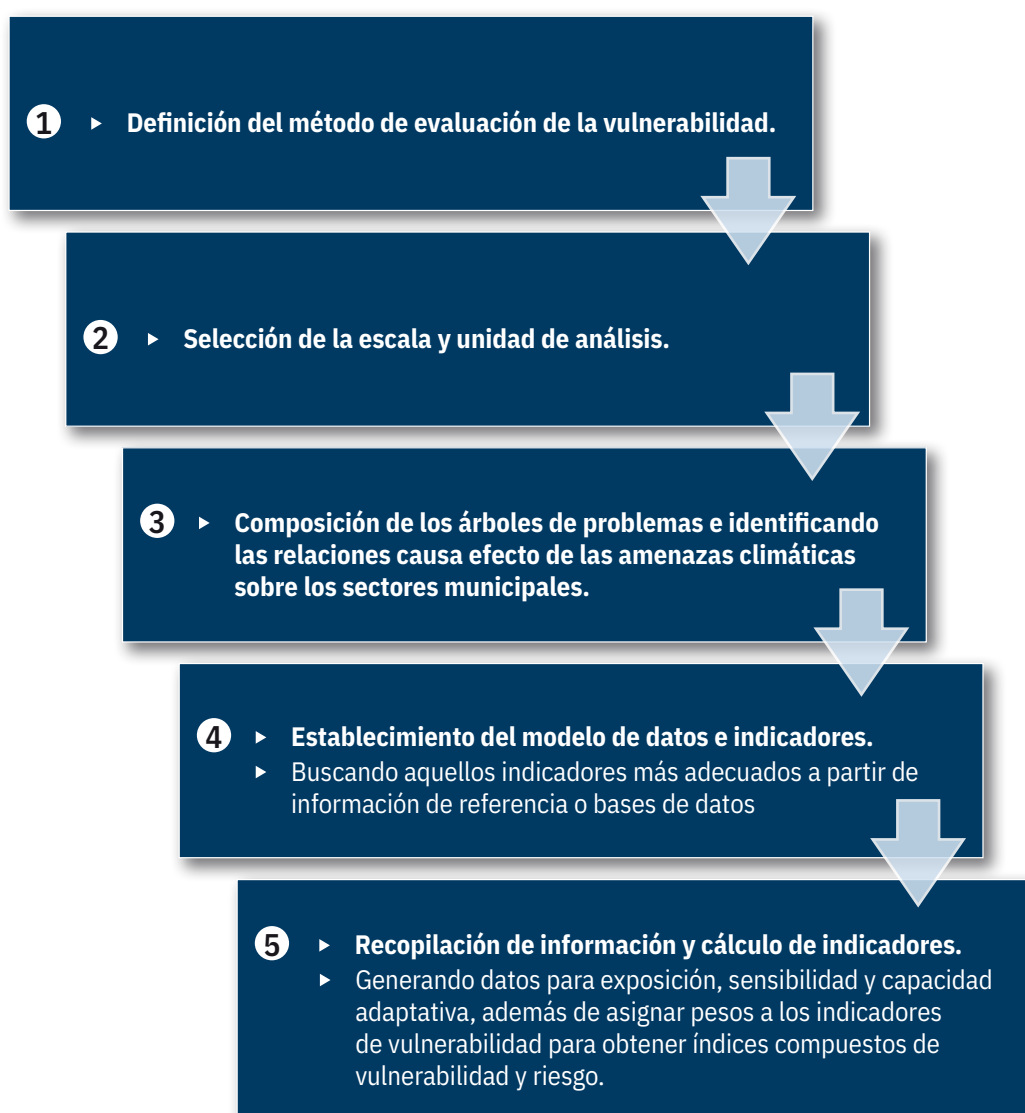 1 ▸ Definición del método de evaluación de la vulnerabilidad.
2 ▸ Selección de la escala y unidad de análisis.
3 ▸ Composición de los árboles de problemas e identificando
las relaciones causa efecto de las amenazas climáticas
sobre los sectores municipales.
4 ▸ Establecimiento del modelo de datos e indicadores.
▸ Buscando aquellos indicadores más adecuados a partir de
información de referencia o bases de datos
5 ▸ Recopilación de información y cálculo de indicadores.
▸ Generando datos para exposición, sensibilidad y capacidad
adaptativa, además de asignar pesos a los indicadores
de vulnerabilidad para obtener índices compuestos de
vulnerabilidad y riesgo.